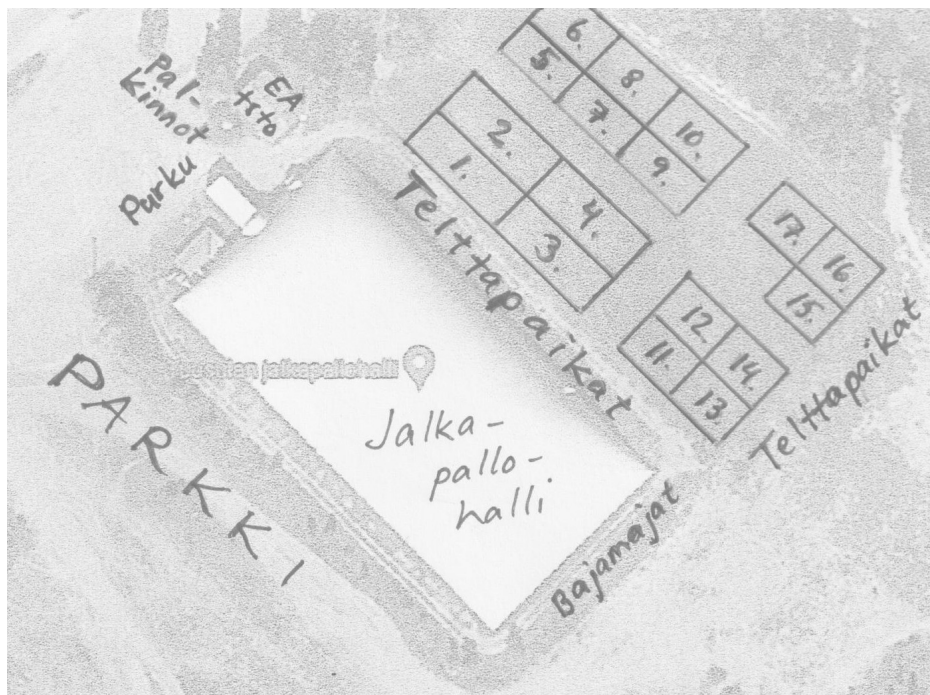 Pal-
kinnot
EA
tsto
Purku
6.
5.
8.
7.
10.
9.
2.
1.
4.
3.
17.
16.
15.
12.
11.
14.
13.
Telttapaikat
Telttapaikat
jalkapallohalli
Jalka-
pallo-
halli
PARKKI
Bajamajat